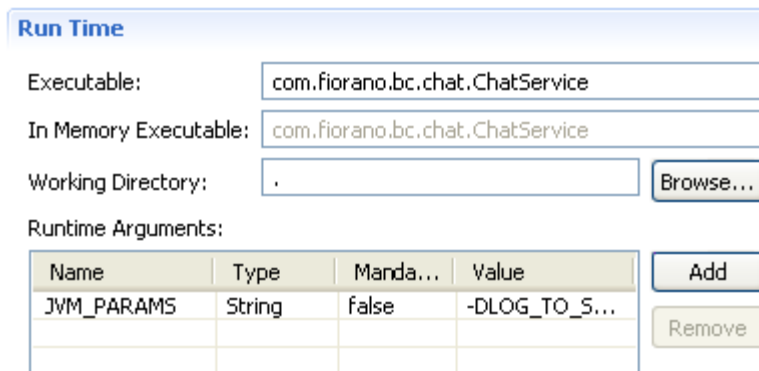 Run Time
Executable: com.fiorano.bc.chat.ChatService
In Memory Executable: com.fiorano.bc.chat.ChatService
Working Directory: . Browse...
Runtime Arguments:
Name Type Manda... Value Add
JVM_PARAMS String false -DLOG_TO_S...
Remove